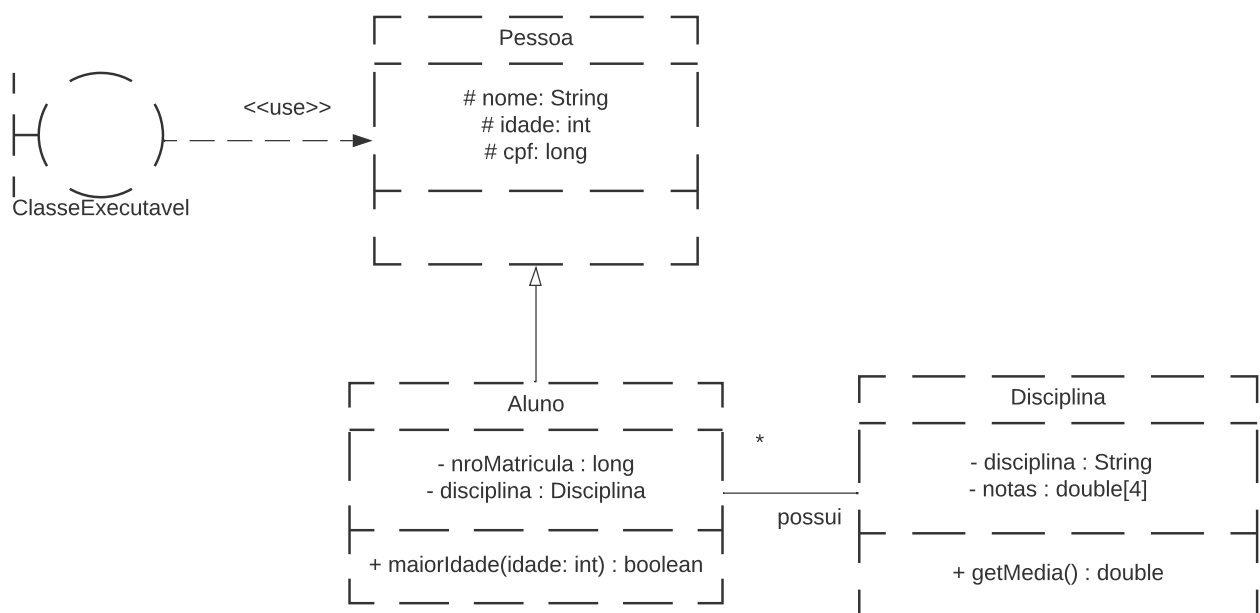 Pessoa
<<use>>
# nome: String
# idade: int
# cpf: long
ClasseExecutavel
Aluno
- nroMatricula : long
- disciplina : Disciplina
+ maiorIdade(idade: int) : boolean
*
possui
Disciplina
- disciplina : String
- notas : double[4]
+ getMedia() : double